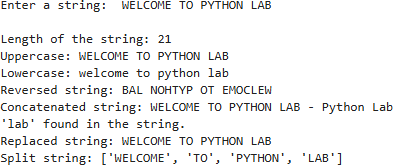 Enter a string:  WELCOME TO PYTHON LAB
Length of the string: 21
Uppercase: WELCOME TO PYTHON LAB
Lowercase: welcome to python lab
Reversed string: BAL NOHTYP OT EMOCLEW
Concatenated string: WELCOME TO PYTHON LAB - Python Lab
'lab' found in the string.
Replaced string: WELCOME TO PYTHON LAB
Split string: ['WELCOME', 'TO', 'PYTHON', 'LAB']